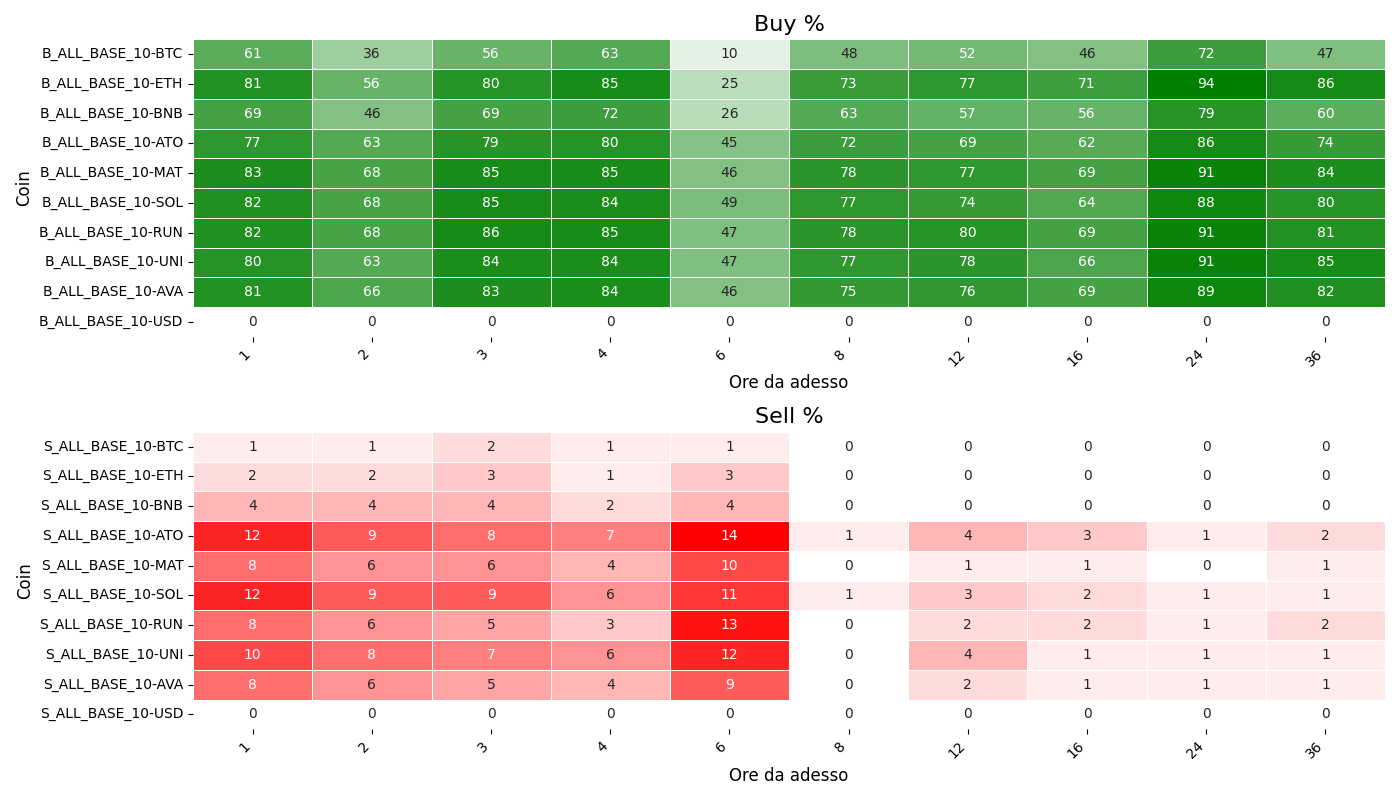 Buy %
Coin
B_ALL_BASE_10-BTC 61 36 56 63 10 48 52 46 72 47
B_ALL_BASE_10-ETH 81 56 80 85 25 73 77 71 94 86
B_ALL_BASE_10-BNB 69 46 69 72 26 63 57 56 79 60
B_ALL_BASE_10-ATO 77 63 79 80 45 72 69 62 86 74
B_ALL_BASE_10-MAT 83 68 85 85 46 78 77 69 91 84
B_ALL_BASE_10-SOL 82 68 85 84 49 77 74 64 88 80
B_ALL_BASE_10-RUN 82 68 86 85 47 78 80 69 91 81
B_ALL_BASE_10-UNI 80 63 84 84 47 77 78 66 91 85
B_ALL_BASE_10-AVA 81 66 83 84 46 75 76 69 89 82
B_ALL_BASE_10-USD 0 0 0 0 0 0 0 0 0 0
1 2 3 4 6 8 12 16 24 36
Ore da adesso
Sell %
Coin
S_ALL_BASE_10-BTC 1 1 2 1 1 0 0 0 0 0
S_ALL_BASE_10-ETH 2 2 3 1 3 0 0 0 0 0
S_ALL_BASE_10-BNB 4 4 4 2 4 0 0 0 0 0
S_ALL_BASE_10-ATO 12 9 8 7 14 1 4 3 1 2
S_ALL_BASE_10-MAT 8 6 6 4 10 0 1 1 0 1
S_ALL_BASE_10-SOL 12 9 9 6 11 1 3 2 1 1
S_ALL_BASE_10-RUN 8 6 5 3 13 0 2 2 1 2
S_ALL_BASE_10-UNI 10 8 7 6 12 0 4 1 1 1
S_ALL_BASE_10-AVA 8 6 5 4 9 0 2 1 1 1
S_ALL_BASE_10-USD 0 0 0 0 0 0 0 0 0 0
1 2 3 4 6 8 12 16 24 36
Ore da adesso